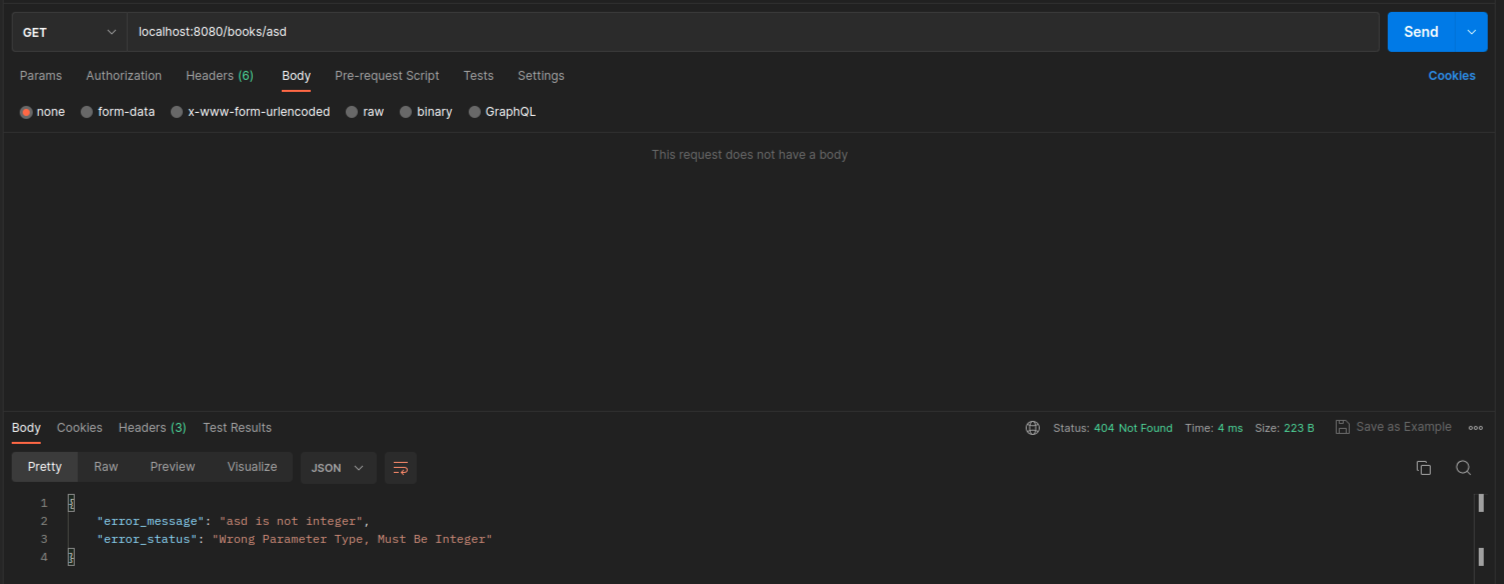 GET localhost:8080/books/asd Send
Params Authorization Headers (6) Body Pre-request Script Tests Settings Cookies
none form-data x-www-form-urlencoded raw binary GraphQL
This request does not have a body
Body Cookies Headers (3) Test Results Status: 404 Not Found Time: 4 ms Size: 223 B Save as Example
Pretty Raw Preview Visualize JSON
1 {
2 "error_message": "asd is not integer",
3 "error_status": "Wrong Parameter Type, Must Be Integer"
4 }